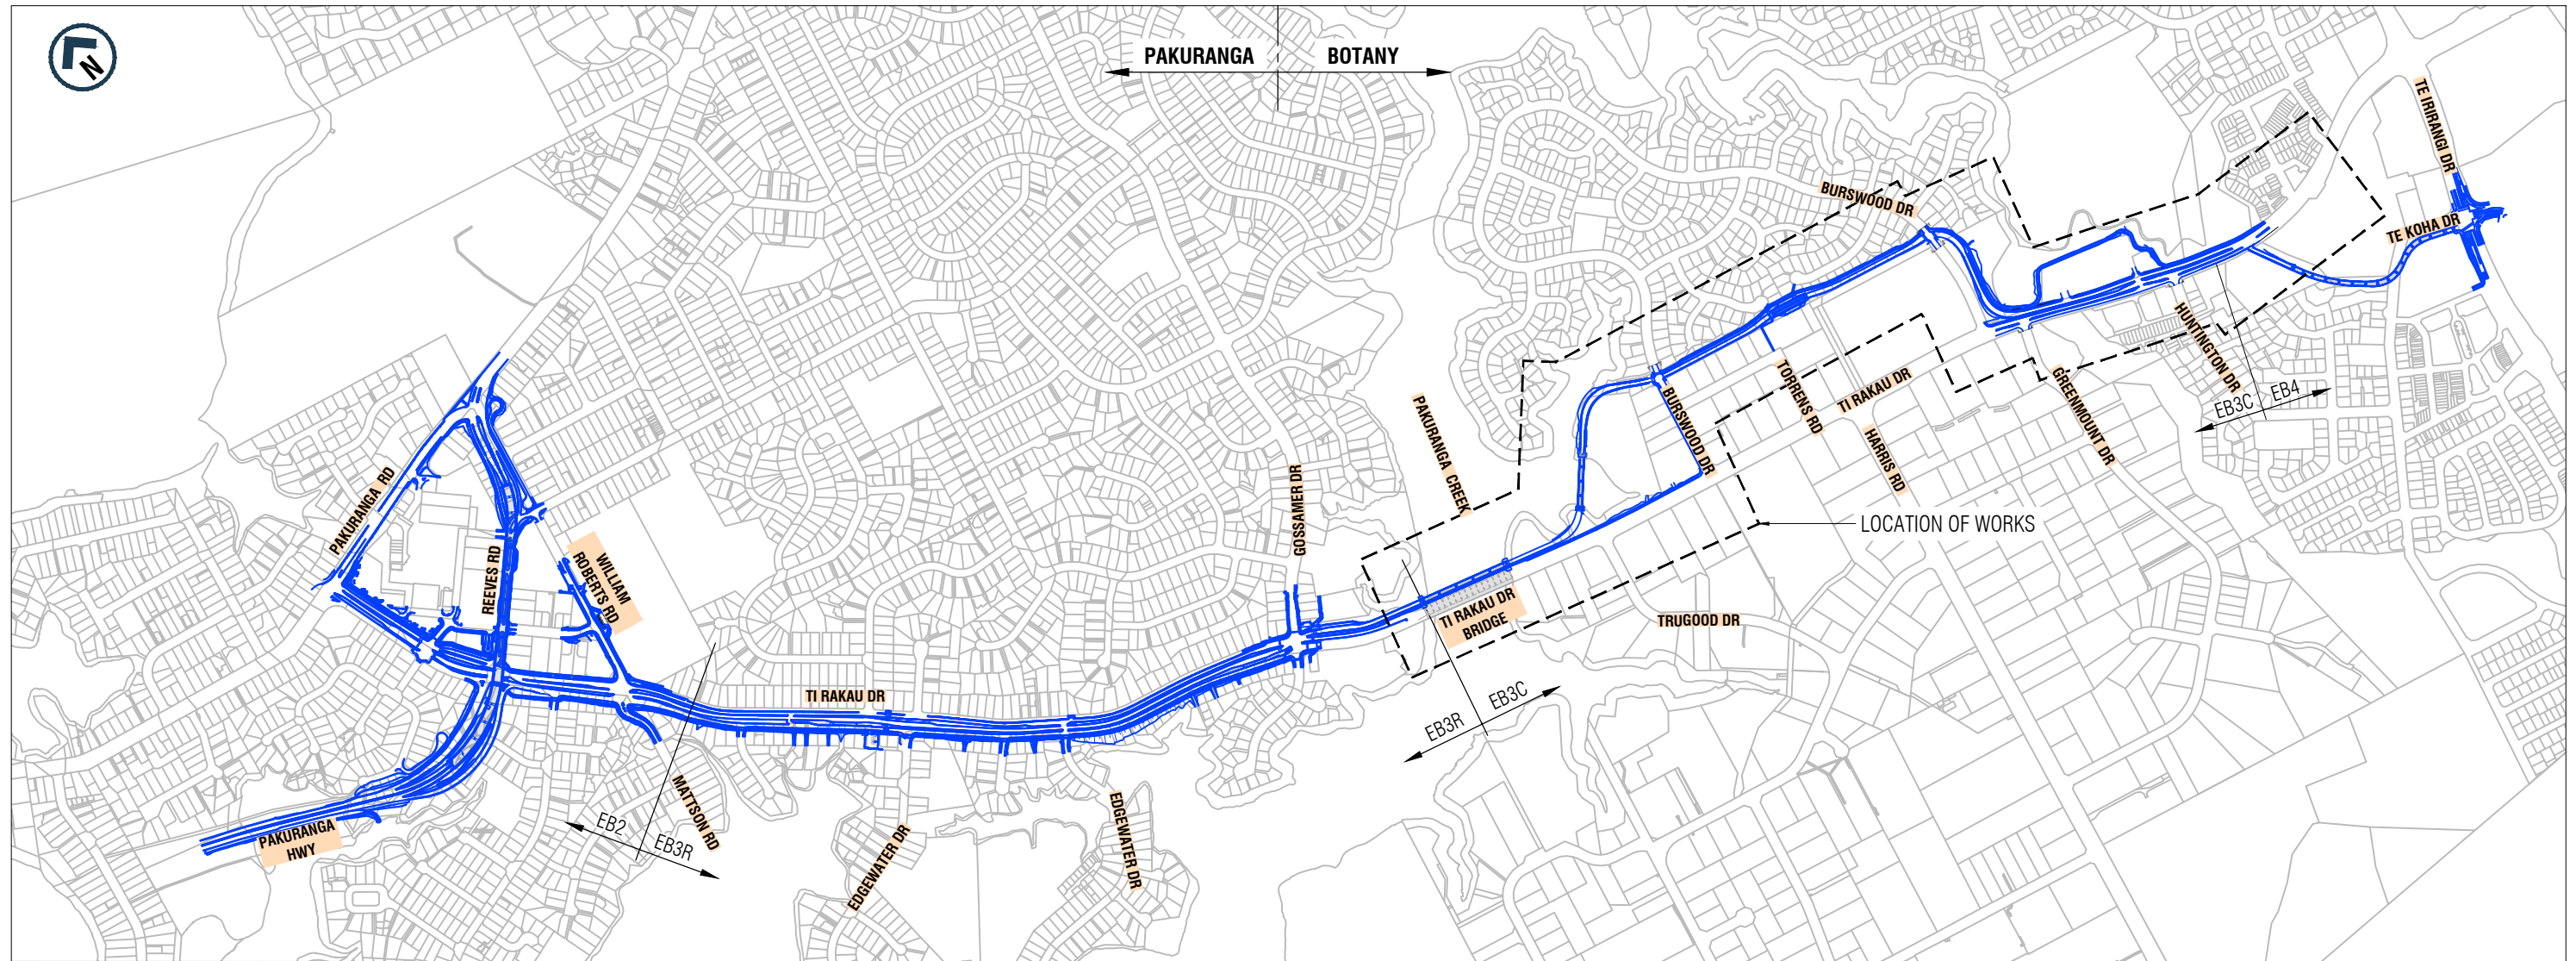 N
PAKURANGA
BOTANY
TE IRIRANGI DR
BURSWOOD DR
TE KOHA DR
HUNTINGTON DR
EB3C
EB4
GREENMOUNT DR
TI RAKAU DR
TORRENS RD
HARRIS RD
BURSWOOD DR
PAKURANGA CREEK
LOCATION OF WORKS
GOSSAMER DR
PAKURANGA RD
REEVES RD
WILLIAM
ROBERTS RD
TI RAKAU DR
BRIDGE
TRUGOOD DR
TI RAKAU DR
EB3R
EB3C
MATTSON RD
EB2
EB3R
PAKURANGA
HWY
EDGEWATER DR
EDGEWATER DR